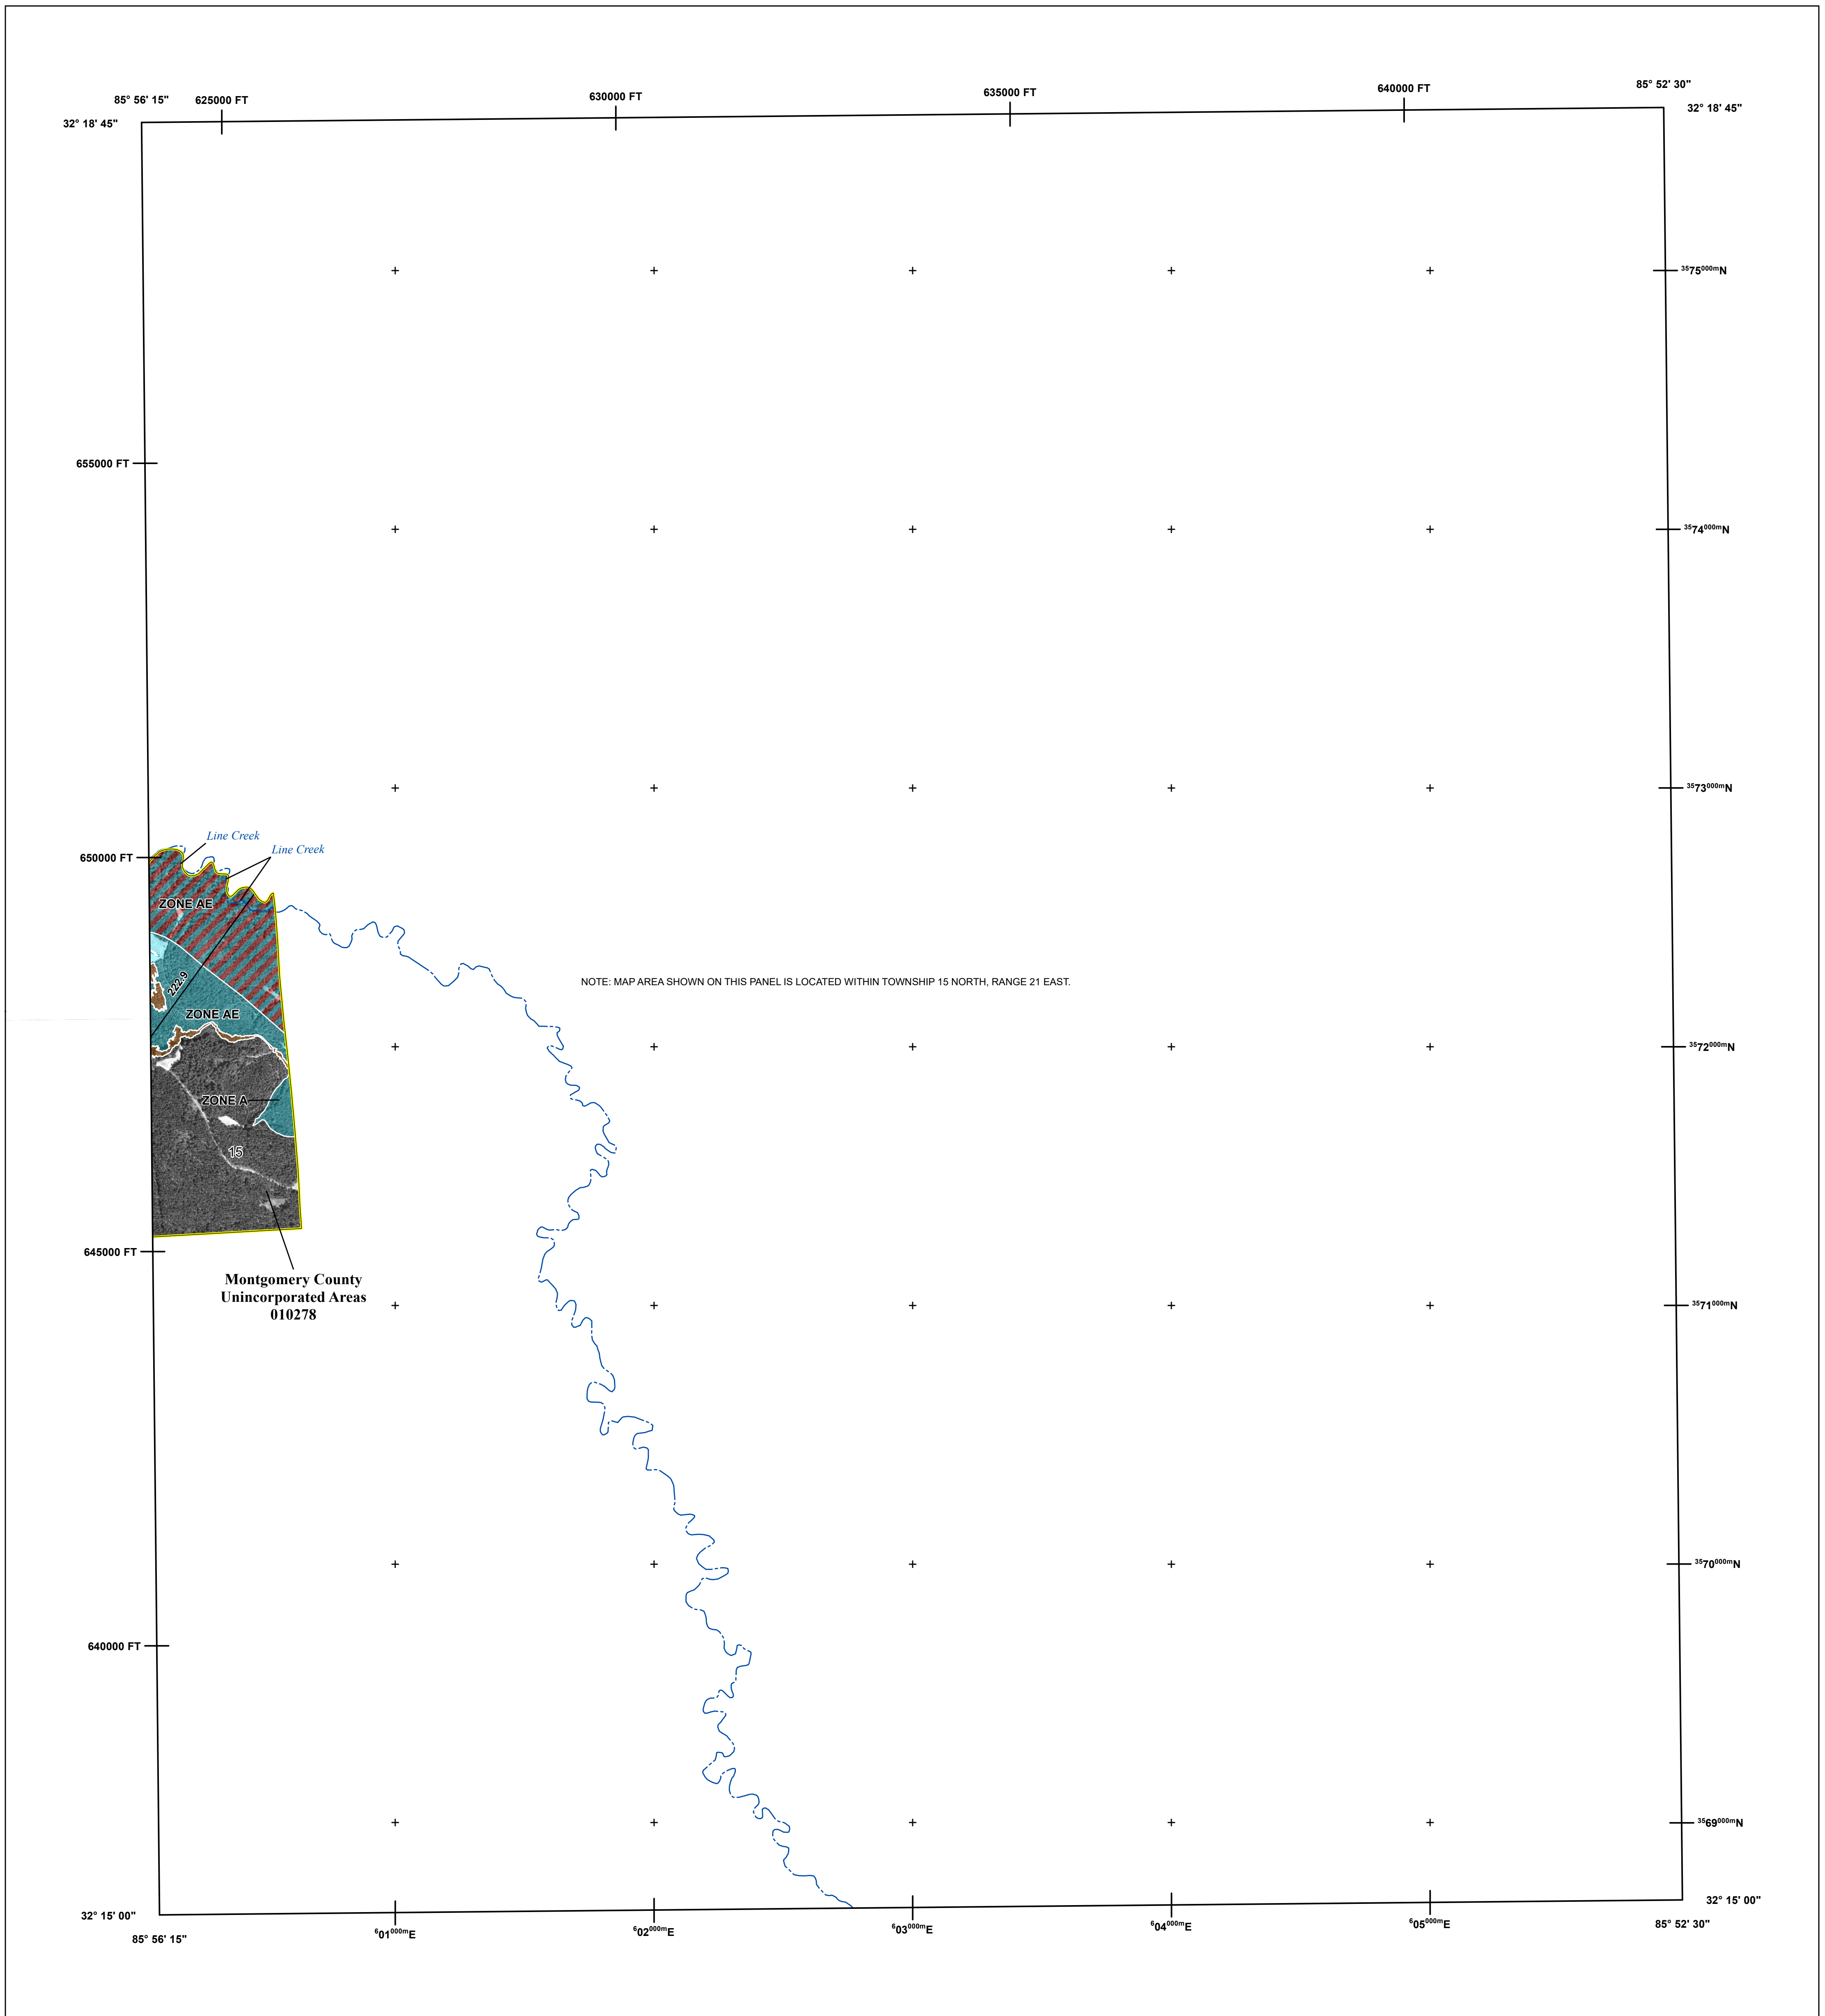 85° 56' 15"
625000 FT
630000 FT
635000 FT
640000 FT
85° 52' 30"
32° 18' 45"
32° 18' 45"
3575000mN
655000 FT
3574000mN
3573000mN
Line Creek
Line Creek
650000 FT
ZONE AE
222.9
NOTE: MAP AREA SHOWN ON THIS PANEL IS LOCATED WITHIN TOWNSHIP 15 NORTH, RANGE 21 EAST.
ZONE AE
3572000mN
ZONE A
15
645000 FT
Montgomery County
Unincorporated Areas
010278
3571000mN
3570000mN
640000 FT
3569000mN
32° 15' 00"
32° 15' 00"
85° 56' 15"
601000mE
602000mE
603000mE
604000mE
605000mE
85° 52' 30"